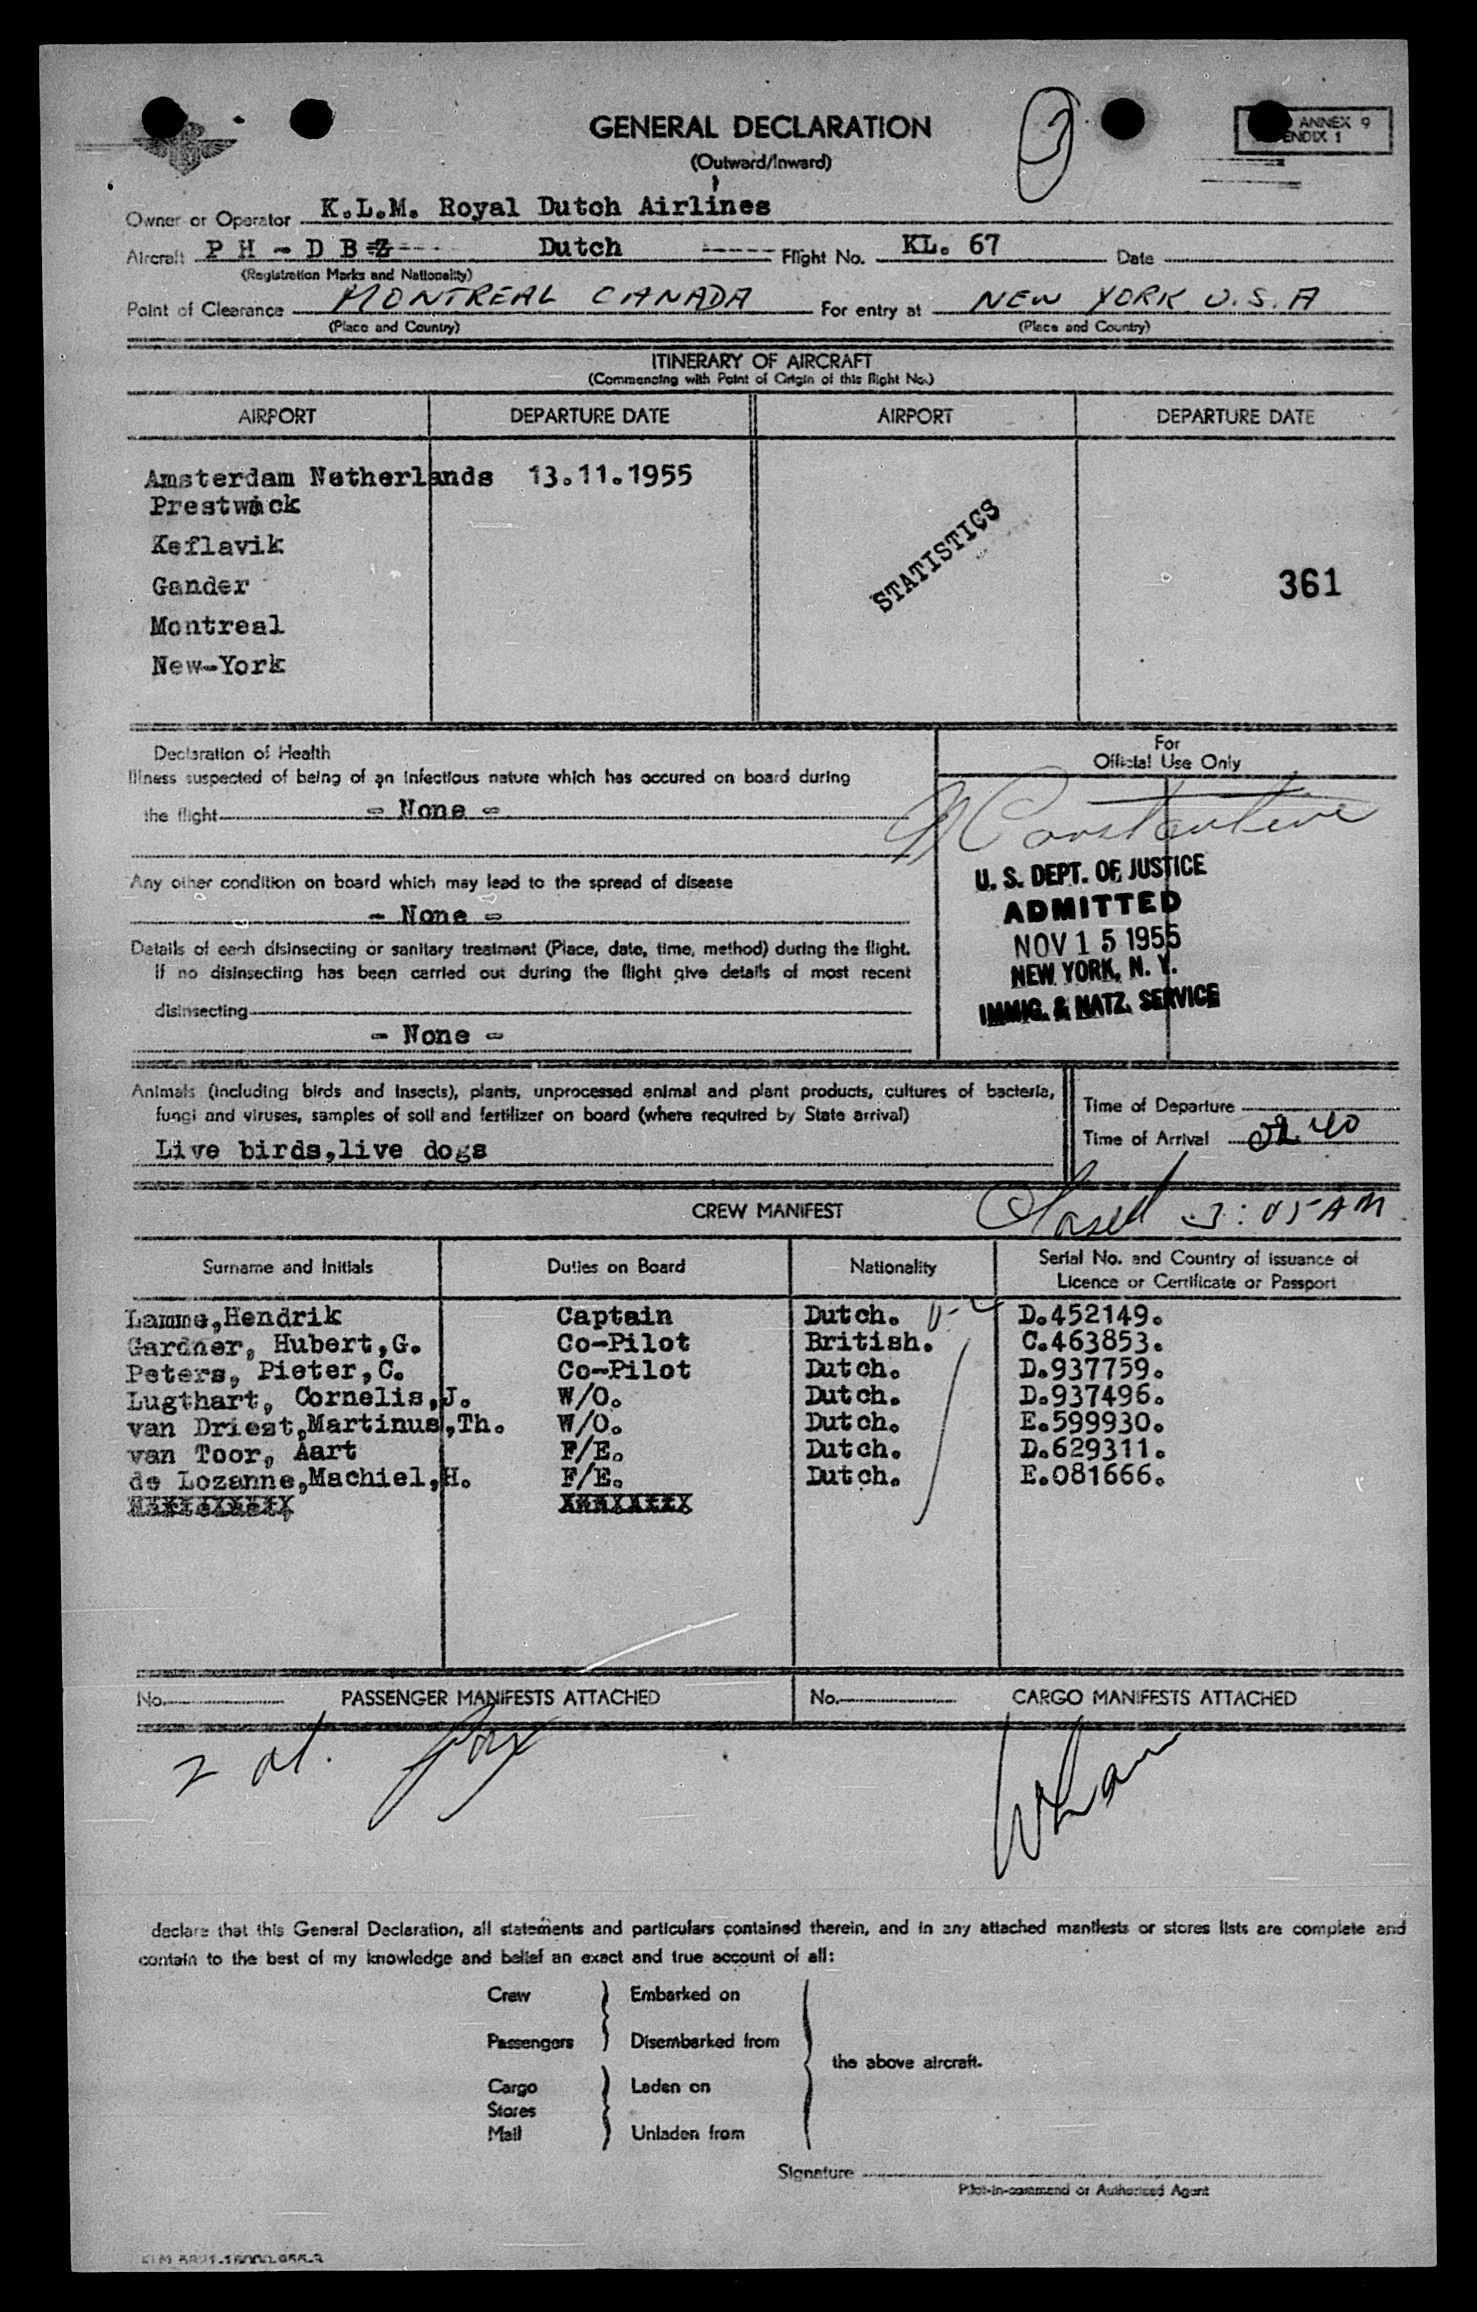 GENERAL DECLARATION
(Outward/Inward)
ANNEX 9
ENDIX 1
Owner or Operator K.L.M. Royal Dutch Airlines
Aircraft P H - D B Z Dutch Flight No. KL. 67 Date
(Registration Marks and Nationality)
Point of Clearance MONTREAL CANADA For entry at NEW YORK U.S.A
(Place and Country) (Place and Country)
ITINERARY OF AIRCRAFT
(Commencing with Point of Origin of this flight No.)
AIRPORT DEPARTURE DATE AIRPORT DEPARTURE DATE
Amsterdam Netherlands 13.11.1955
Prestwick
Keflavik
Gander
Montreal
New-York
STATISTICS
361
Declaration of Health
Illness suspected of being of an infectious nature which has occured on board during
the flight - None -
Any other condition on board which may lead to the spread of disease
- None -
Details of each disinsecting or sanitary treatment (Place, date, time, method) during the flight.
If no disinsecting has been carried out during the flight give details of most recent
disinsecting
- None -
For
Official Use Only
Constantine
U. S. DEPT. OF JUSTICE
ADMITTED
NOV 15 1955
NEW YORK, N. Y.
IMMIG. & NATZ. SERVICE
Animals (including birds and insects), plants, unprocessed animal and plant products, cultures of bacteria,
fungi and viruses, samples of soil and fertilizer on board (where required by State arrival)
Live birds,live dogs
Time of Departure
Time of Arrival 02.40
CREW MANIFEST
Closed 3:05 AM
Surname and Initials Duties on Board Nationality Serial No. and Country of issuance of
Licence or Certificate or Passport
Lamme,Hendrik Captain Dutch. D.452149.
Gardner, Hubert,G. Co-Pilot British. C.463853.
Peters, Pieter,C. Co-Pilot Dutch. D.937759.
Lugthart, Cornelis,J. W/O. Dutch. D.937496.
van Driest,Martinus,Th. W/O. Dutch. E.599930.
van Toor, Aart F/E. Dutch. D.629311.
de Lozanne,Machiel,H. F/E. Dutch. E.081666.
No. PASSENGER MANIFESTS ATTACHED No. CARGO MANIFESTS ATTACHED
declare that this General Declaration, all statements and particulars contained therein, and in any attached manifests or stores lists are complete and
contain to the best of my knowledge and belief an exact and true account of all:
Crew Embarked on
Passengers Disembarked from
the above aircraft.
Cargo Laden on
Stores
Mail Unladen from
Signature
Pilot-in-command or Authorized Agent